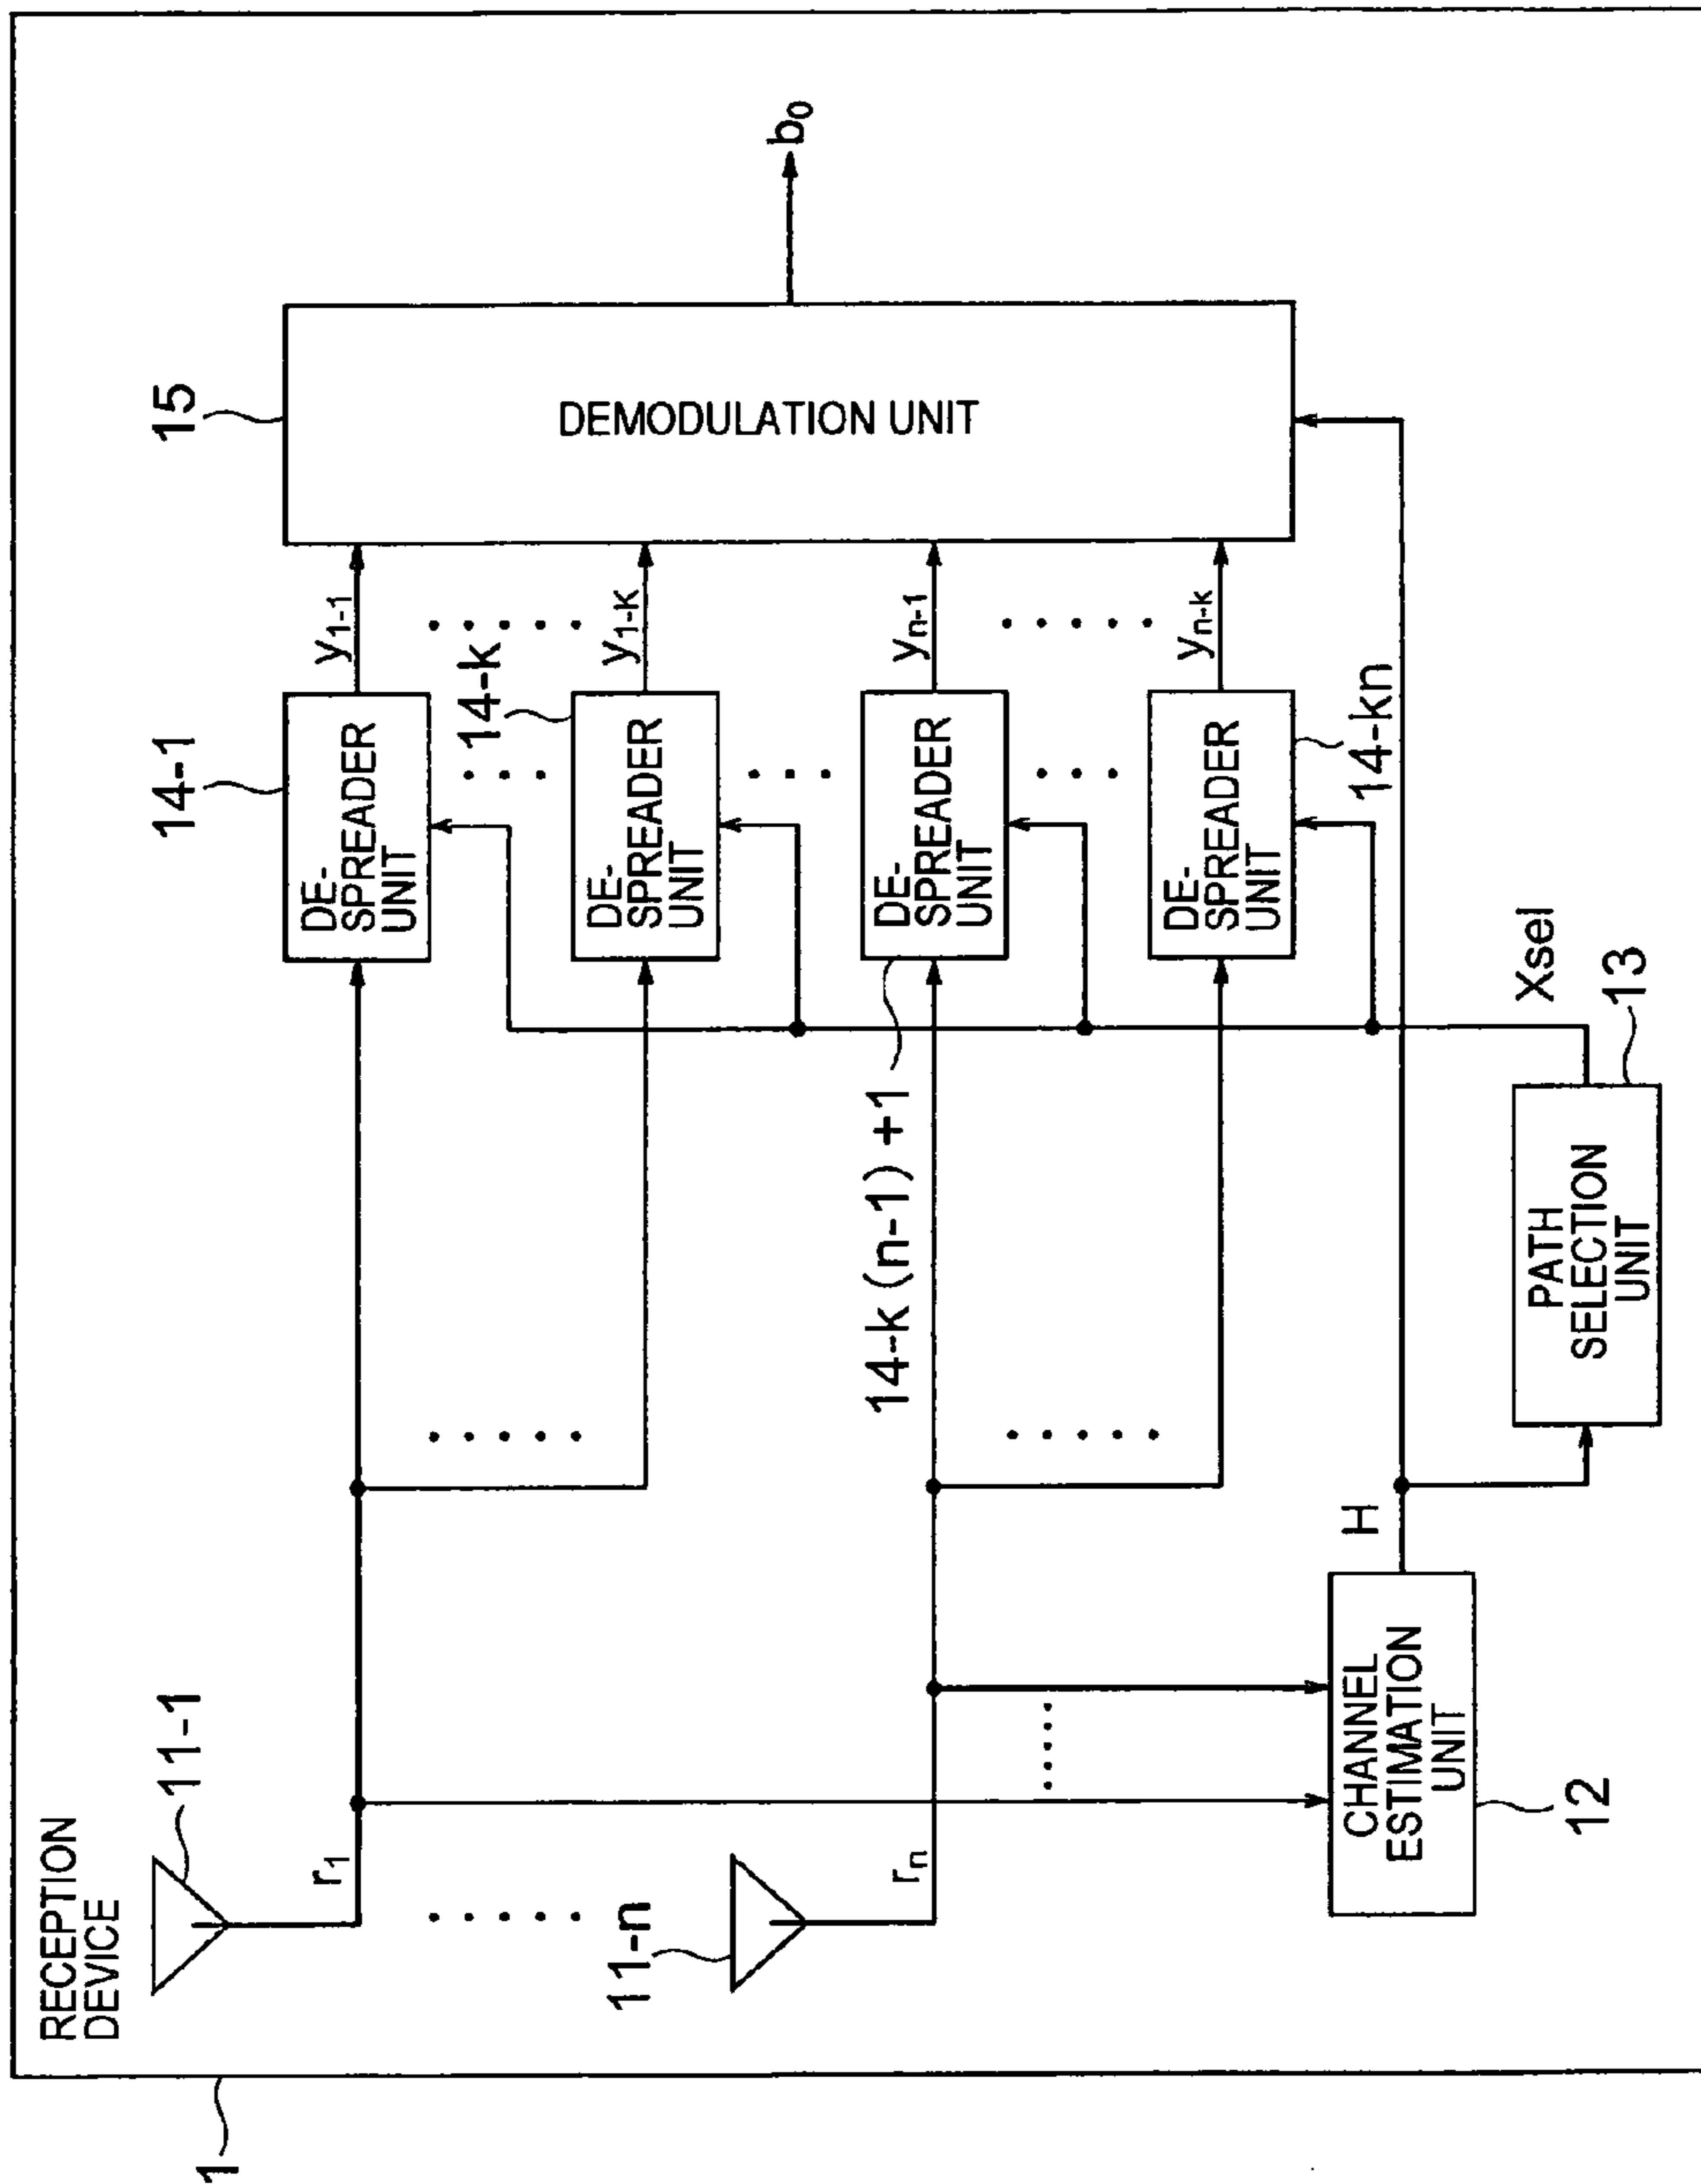 1
RECEPTION
DEVICE
11-1
r1
11-n
rn
CHANNEL
ESTIMATION
UNIT
12
H
PATH
SELECTION
UNIT
13
Xsel
14-1
DE-
SPREADER
UNIT
y1-1
14-k
DE-
SPREADER
UNIT
y1-k
14-k (n-1) +1
DE-
SPREADER
UNIT
yn-1
14-kn
DE-
SPREADER
UNIT
yn-k
15
DEMODULATION UNIT
b0